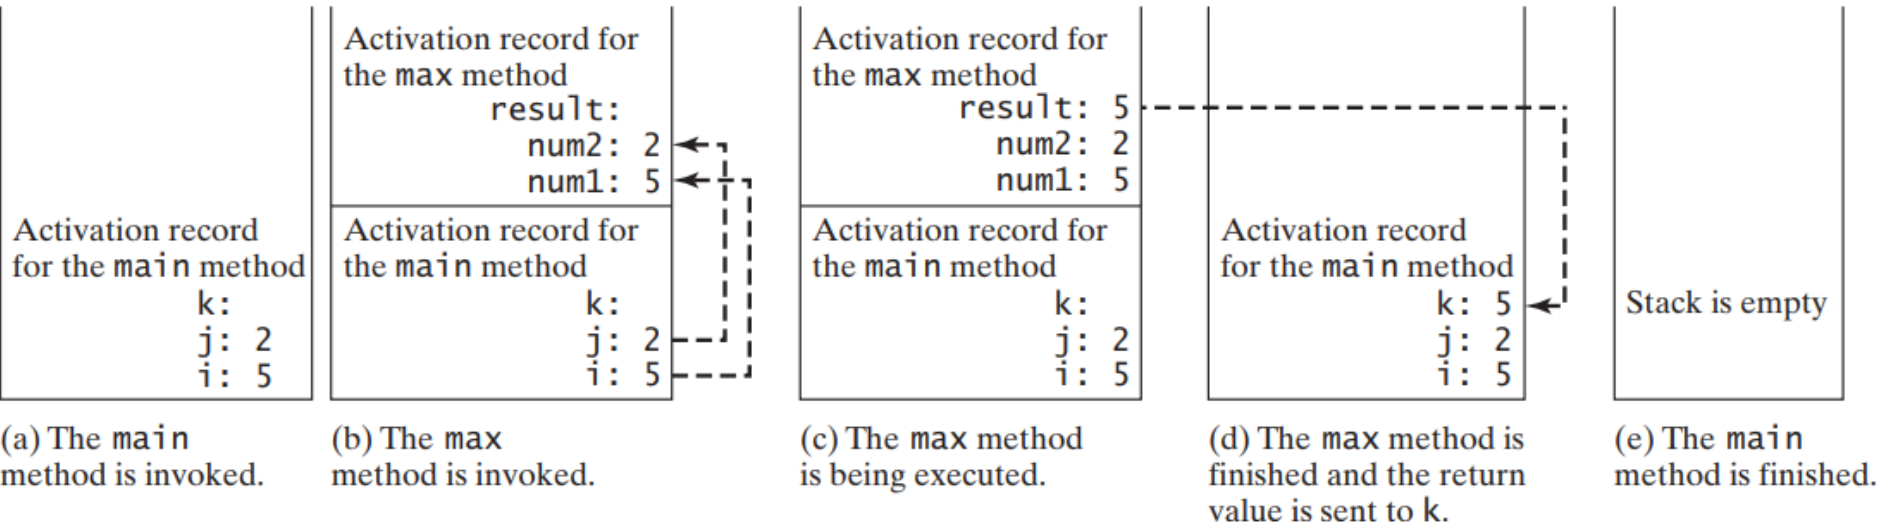 Activation record
for the main method
k:
j: 2
i: 5
(a) The main
method is invoked.
Activation record for
the max method
result:
num2: 2
num1: 5
Activation record for
the main method
k:
j: 2
i: 5
(b) The max
method is invoked.
Activation record for
the max method
result: 5
num2: 2
num1: 5
Activation record for
the main method
k:
j: 2
i: 5
(c) The max method
is being executed.
Activation record
for the main method
k: 5
j: 2
i: 5
(d) The max method is
finished and the return
value is sent to k.
Stack is empty
(e) The main
method is finished.